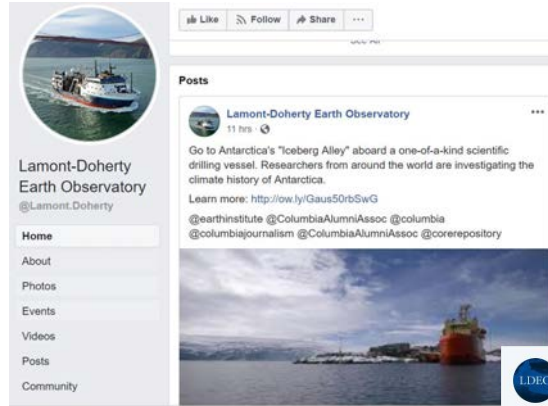 Like Follow Share ...
See All
Posts
Lamont-Doherty Earth Observatory
11 hrs ·
Go to Antarctica's "Iceberg Alley" aboard a one-of-a-kind scientific
drilling vessel. Researchers from around the world are investigating the
climate history of Antarctica.
Learn more: http://ow.ly/Gaus50rbSwG
@earthinstitute @ColumbiaAlumniAssoc @columbia
@columbiajournalism @ColumbiaAlumniAssoc @corerepository
Lamont-Doherty
Earth Observatory
@Lamont.Doherty
Home
About
Photos
Events
Videos
Posts
Community